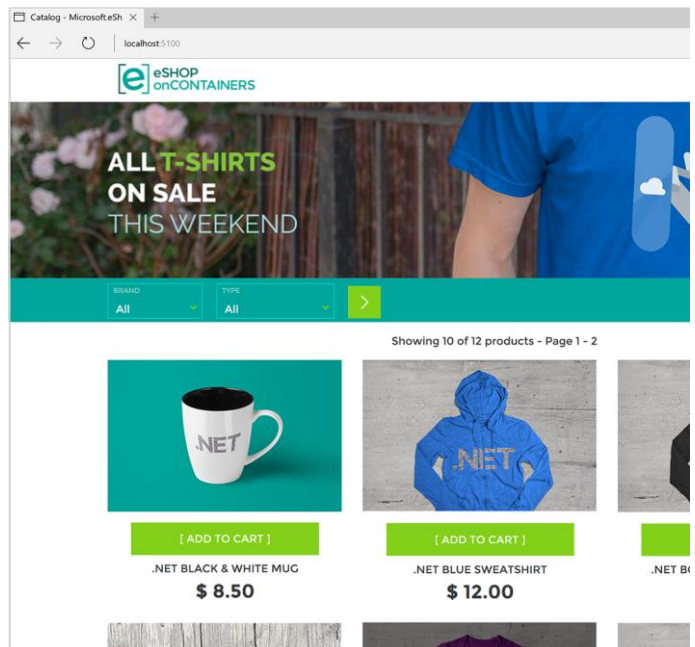 Catalog - Microsoft.eSh
localhost:5100
eSHOP
onCONTAINERS
ALL T-SHIRTS
ON SALE
THIS WEEKEND
BRAND
All
TYPE
All
Showing 10 of 12 products - Page 1 - 2
.NET
.NET
[ ADD TO CART ]
[ ADD TO CART ]
.NET BLACK & WHITE MUG
.NET BLUE SWEATSHIRT
.NET BO
$ 8.50
$ 12.00